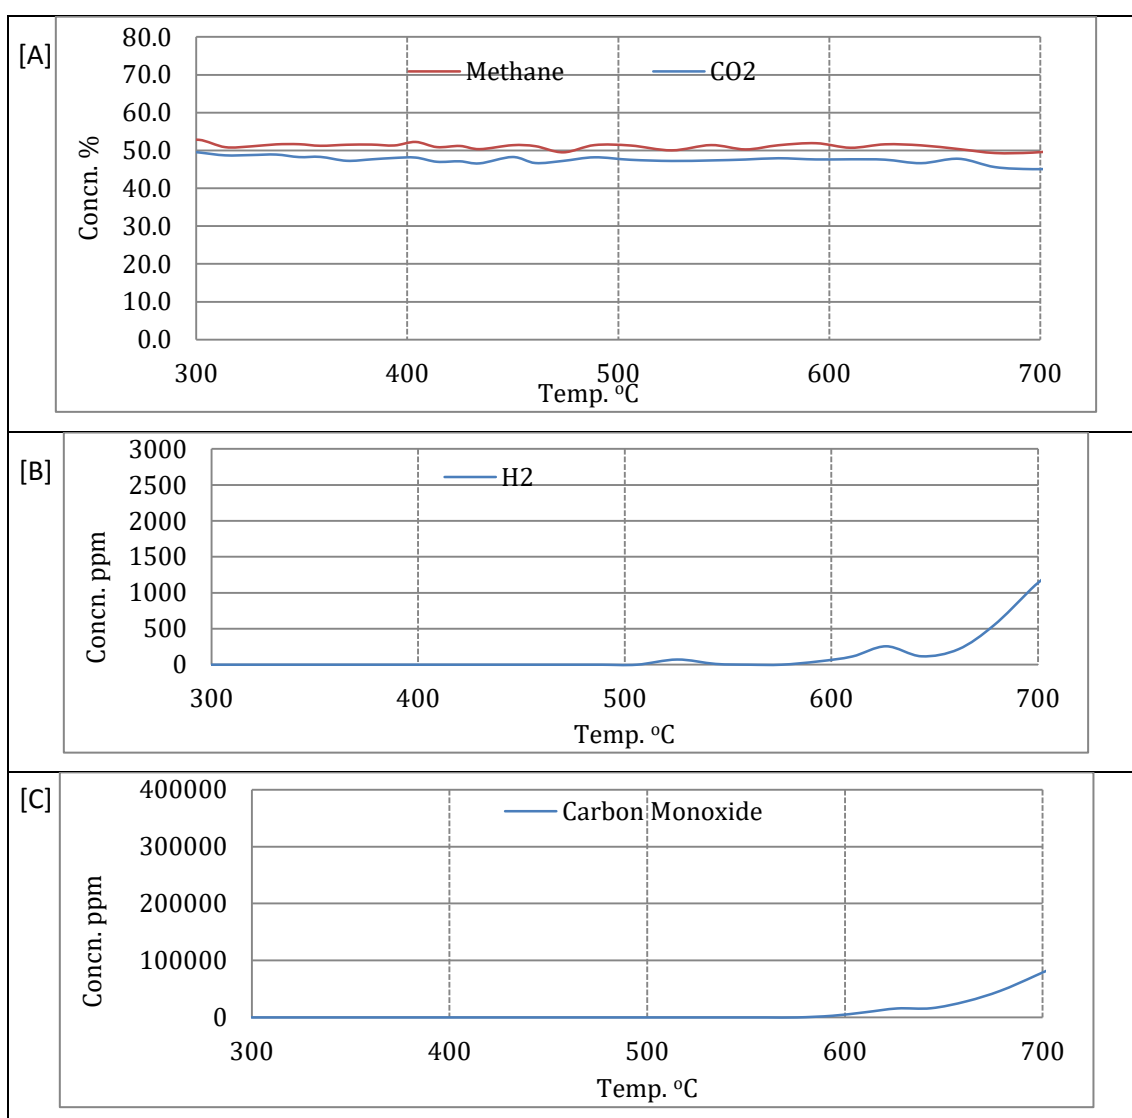 [A]
80.0
70.0
60.0
50.0
40.0
30.0
20.0
10.0
0.0
Concn. %
Methane CO2
300 400 500 600 700
Temp. ᵒC
[B]
3000
2500
2000
1500
1000
500
0
Concn. ppm
H2
300 400 500 600 700
Temp. ᵒC
[C]
400000
300000
200000
100000
0
Concn. ppm
Carbon Monoxide
300 400 500 600 700
Temp. ᵒC